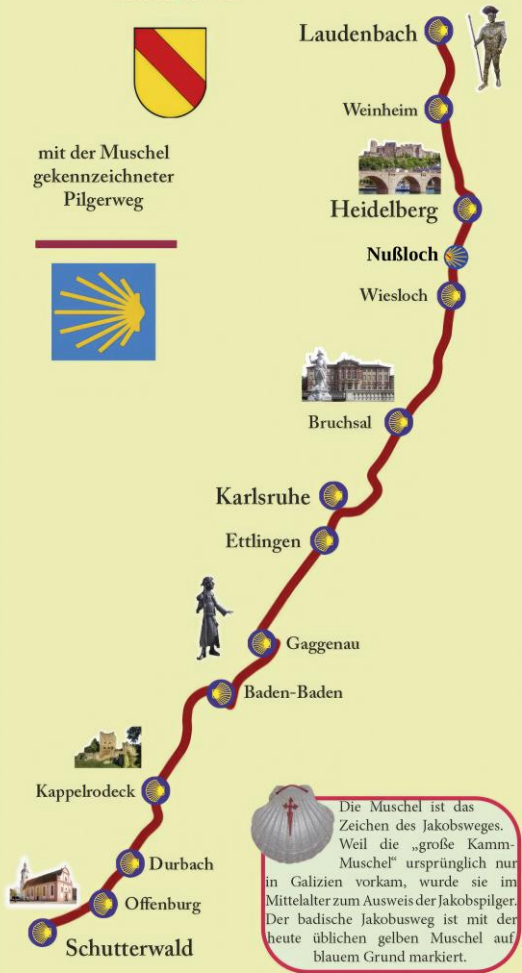 Laudenbach
Weinheim
mit der Muschel
gekennzeichneter
Pilgerweg
Heidelberg
Nußloch
Wiesloch
Bruchsal
Karlsruhe
Ettlingen
Gaggenau
Baden-Baden
Kappelrodeck
Durbach
Offenburg
Schutterwald
Die Muschel ist das
Zeichen des Jakobsweges.
Weil die „große Kamm-
Muschel“ ursprünglich nur
in Galizien vorkam, wurde sie im
Mittelalter zum Ausweis der Jakobspilger.
Der badische Jakobusweg ist mit der
heute üblichen gelben Muschel auf
blauem Grund markiert.